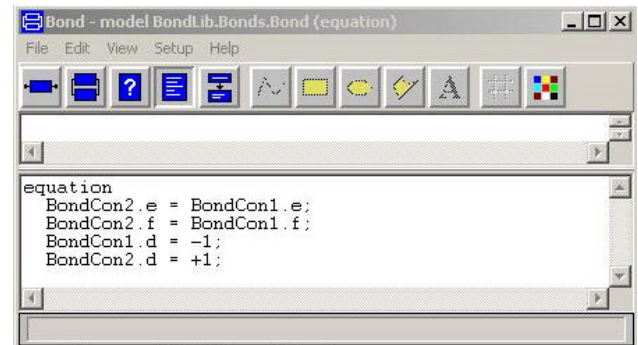 Bond - model BondLib.Bonds.Bond (equation)
File Edit View Setup Help
?
A
equation
BondCon2.e = BondCon1.e;
BondCon2.f = BondCon1.f;
BondCon1.d = -1;
BondCon2.d = +1;